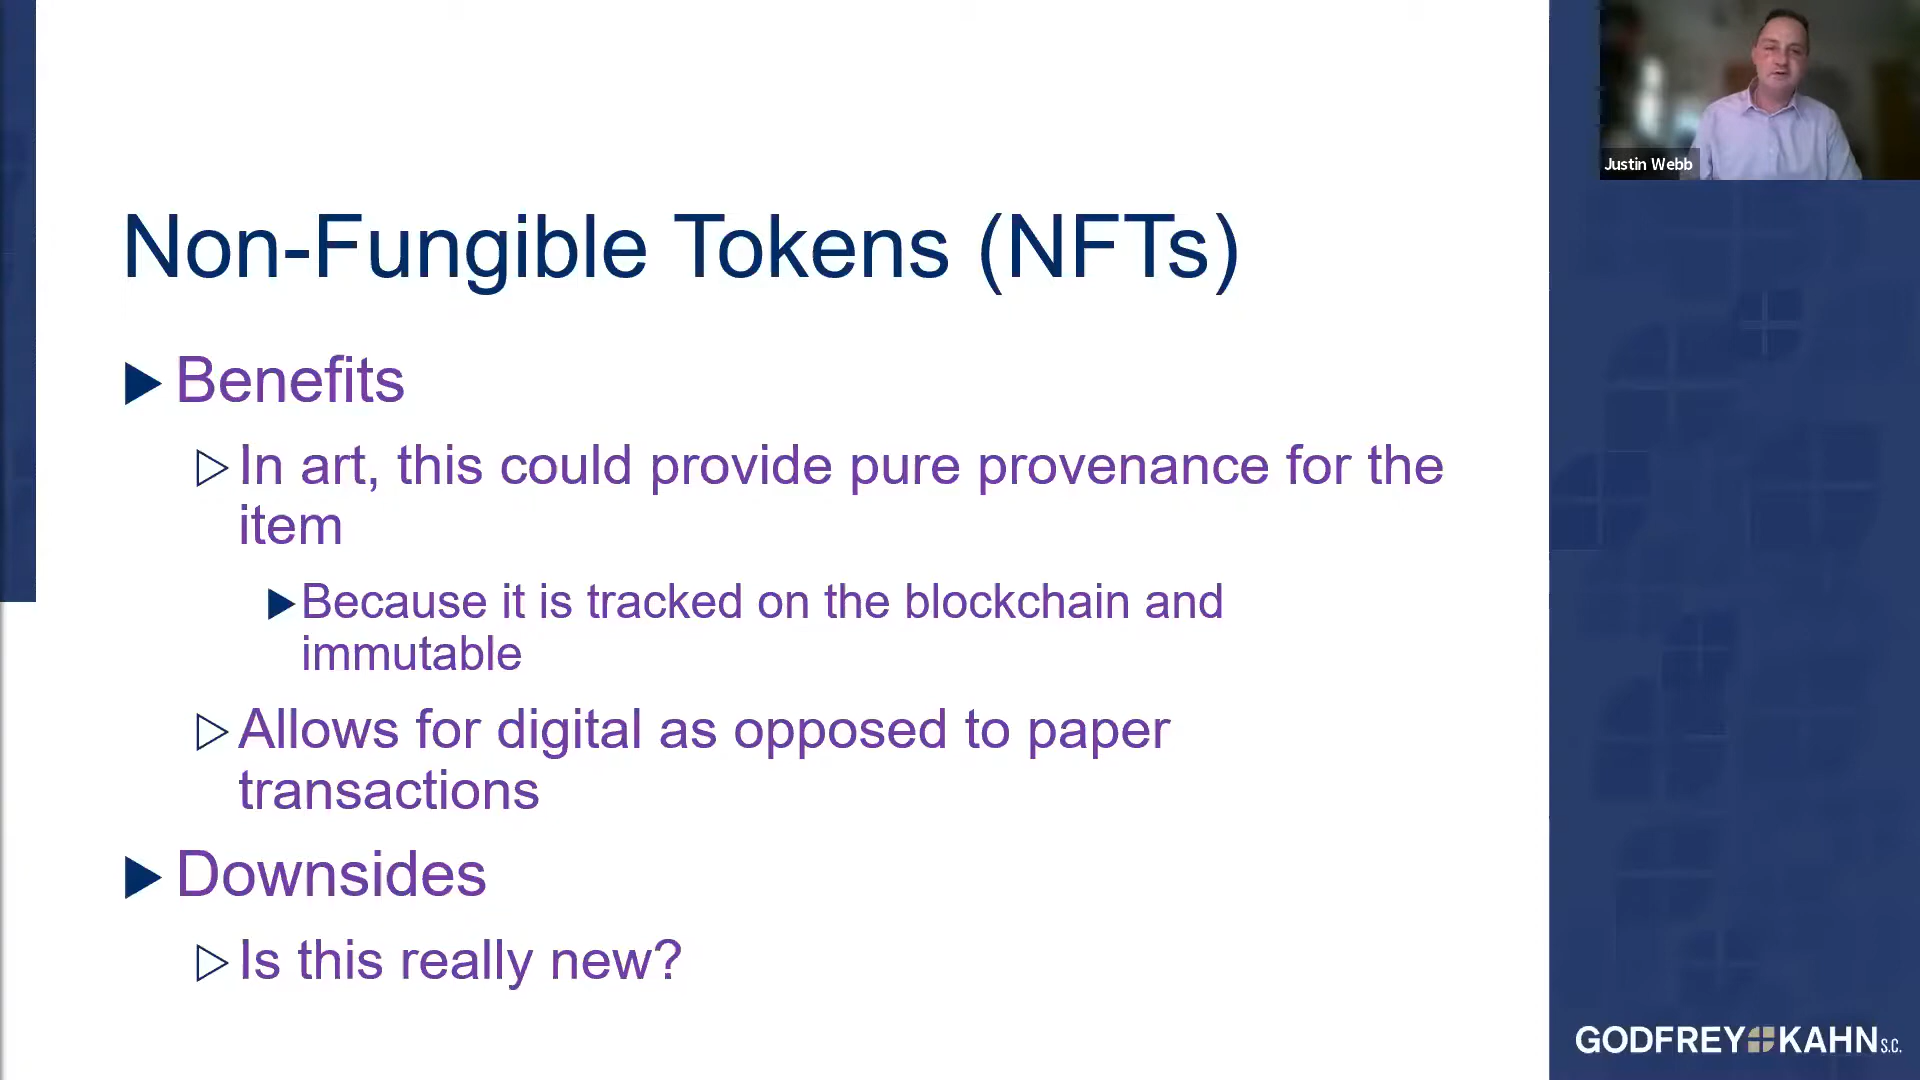 Justin Webb
Non-Fungible Tokens (NFTs)
Benefits
In art, this could provide pure provenance for the
item
Because it is tracked on the blockchain and
immutable
Allows for digital as opposed to paper
transactions
Downsides
Is this really new?
GODFREY KAHN S.C.